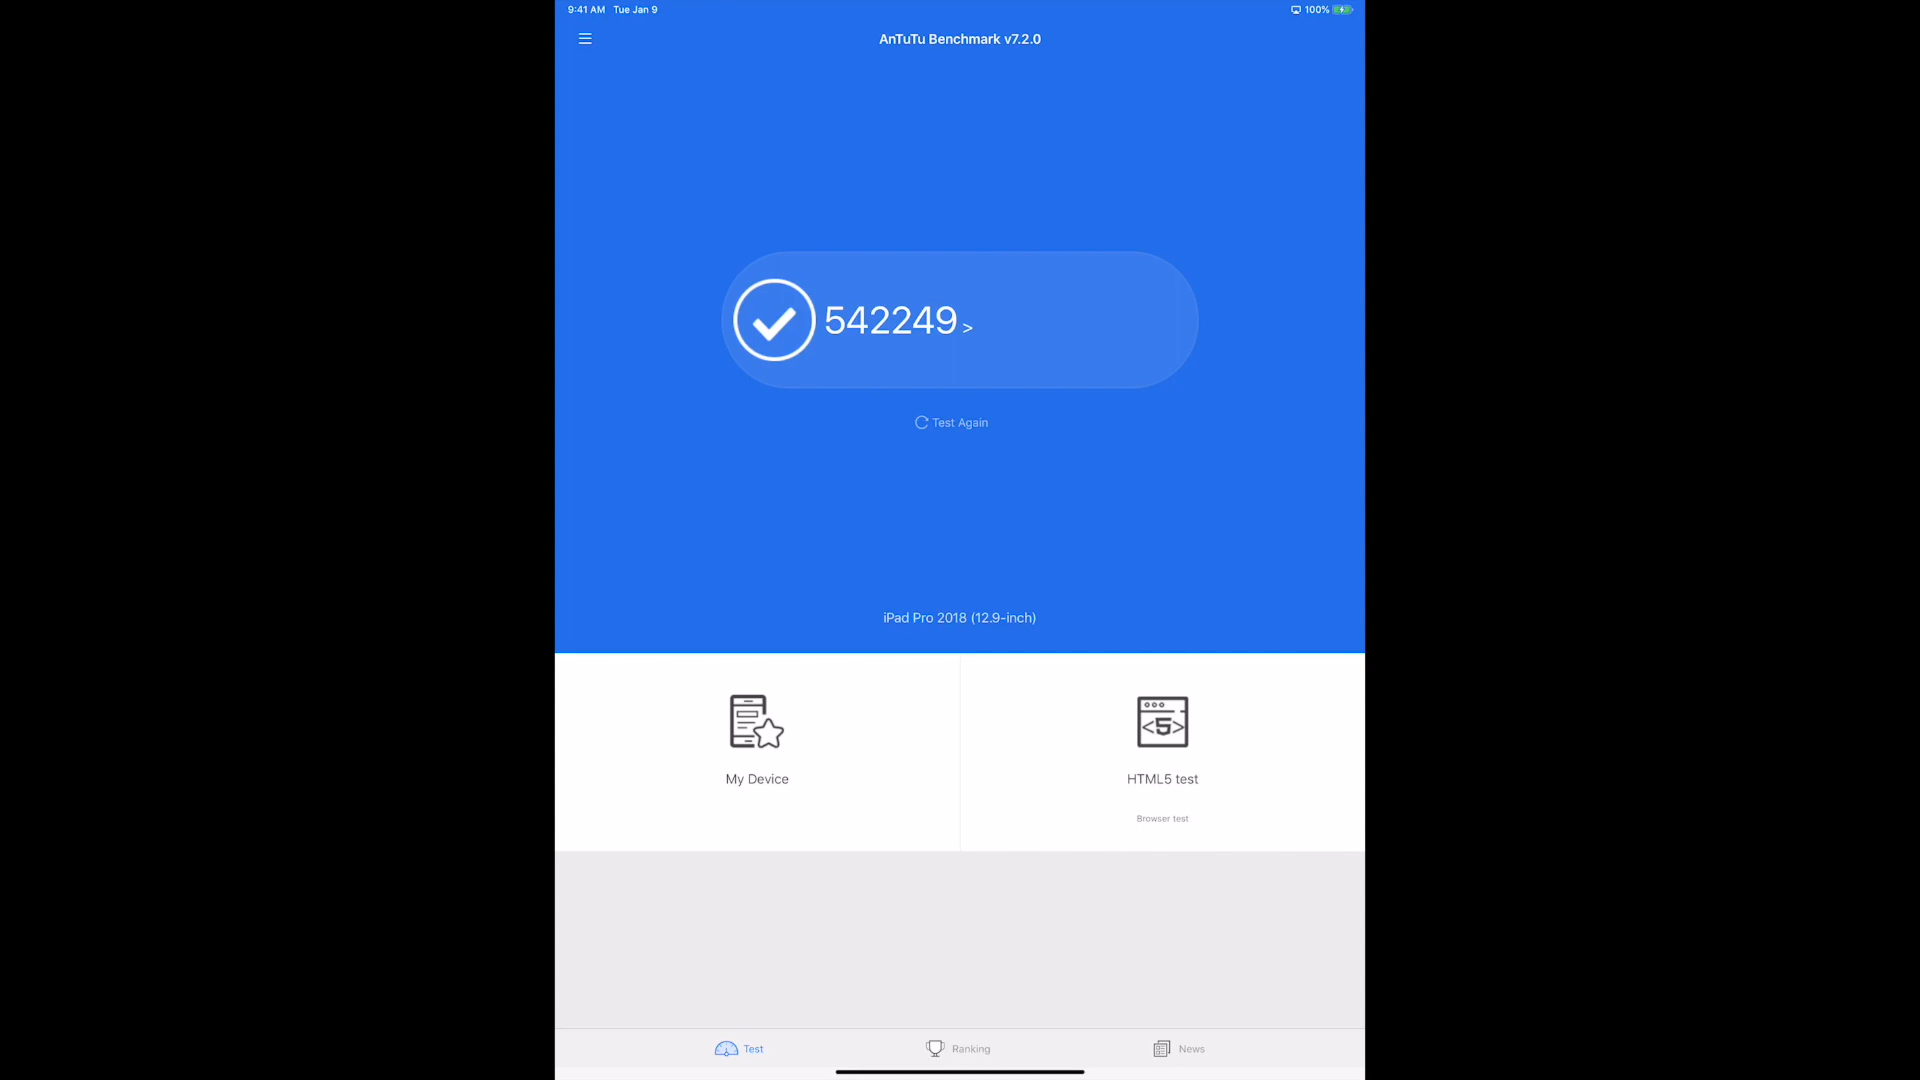 9:41 AM Tue Jan 9
100%
AnTuTu Benchmark v7.2.0
542249 >
Test Again
iPad Pro 2018 (12.9-inch)
<5>
My Device
HTML5 test
Browser test
Test
Ranking
News